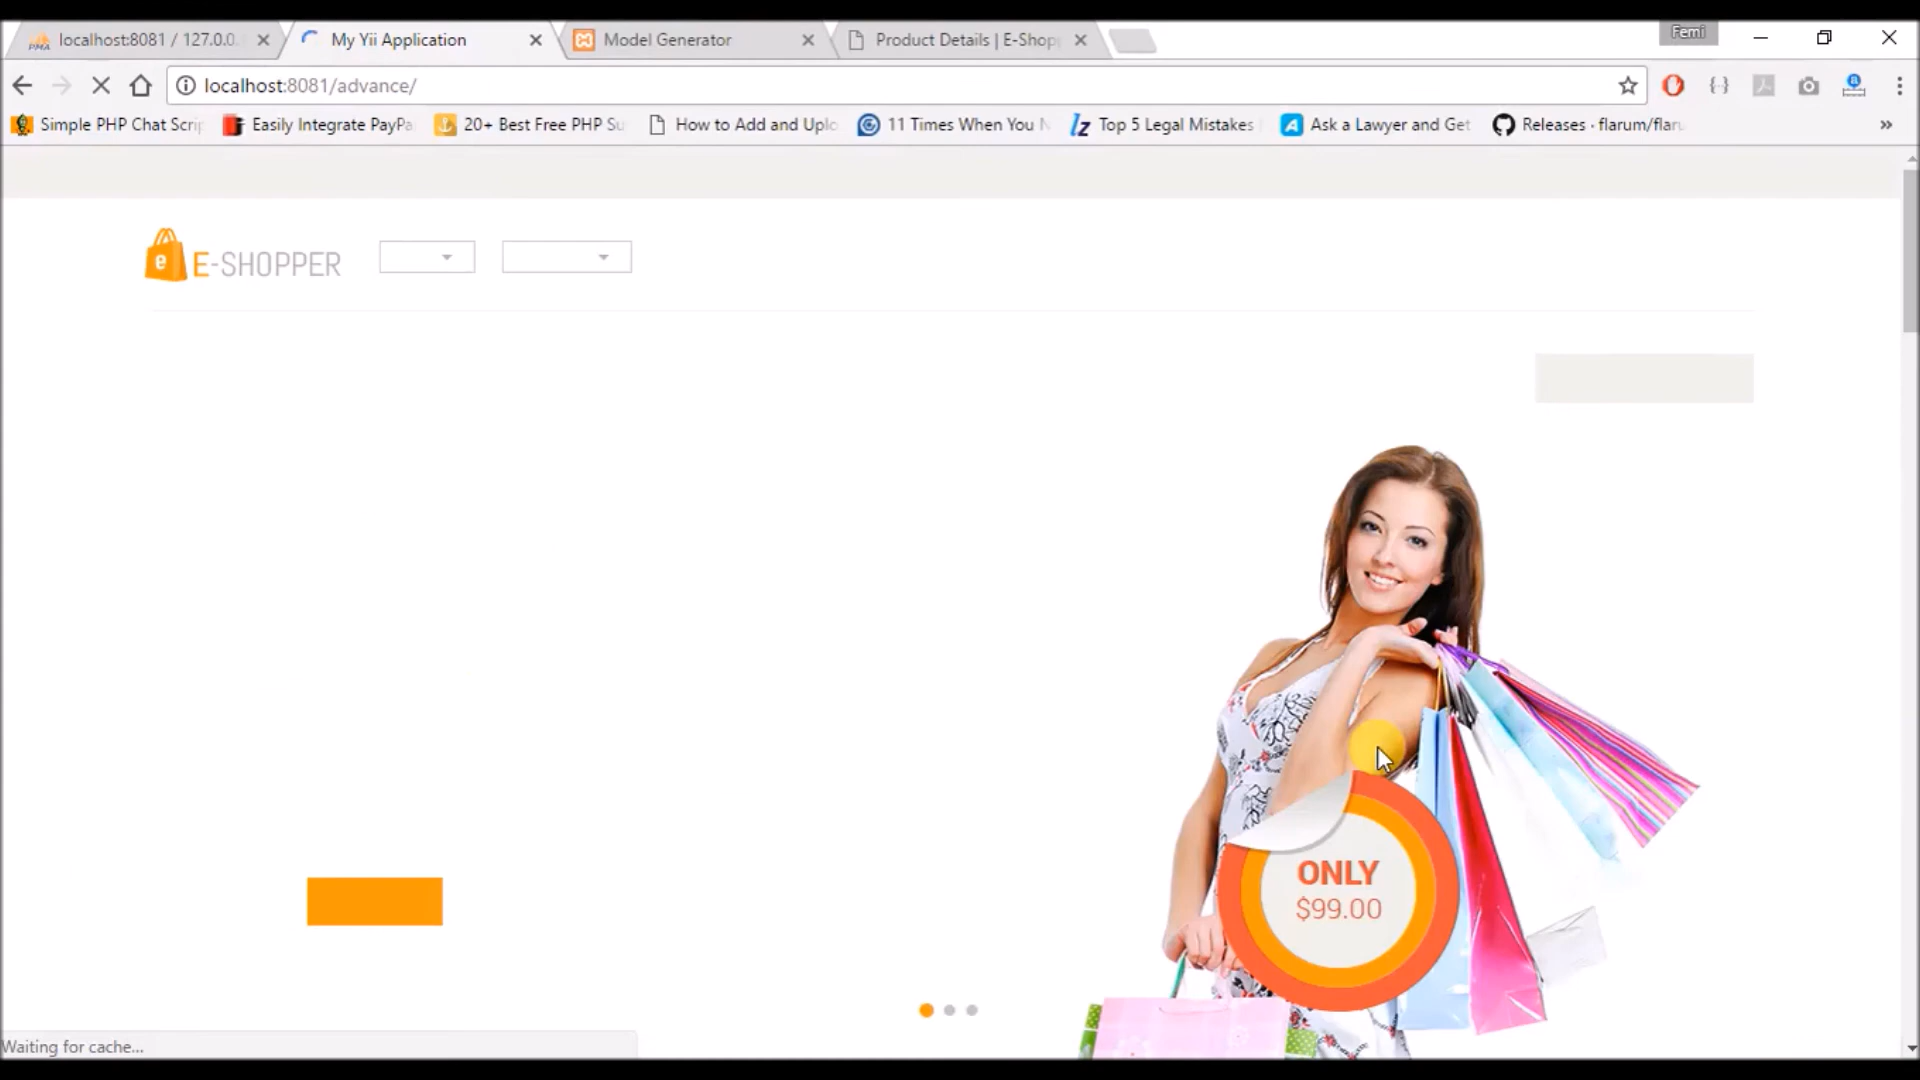 localhost:8081 / 127.0.0.
My Yii Application
Model Generator
Product Details | E-Shop
Femi
localhost:8081/advance/
Simple PHP Chat Scri
Easily Integrate PayPa
20+ Best Free PHP Su
How to Add and Uplo
11 Times When You N
Top 5 Legal Mistakes
Ask a Lawyer and Get
Releases · flarum/flaru
e E-SHOPPER
ONLY
$99.00
Waiting for cache...